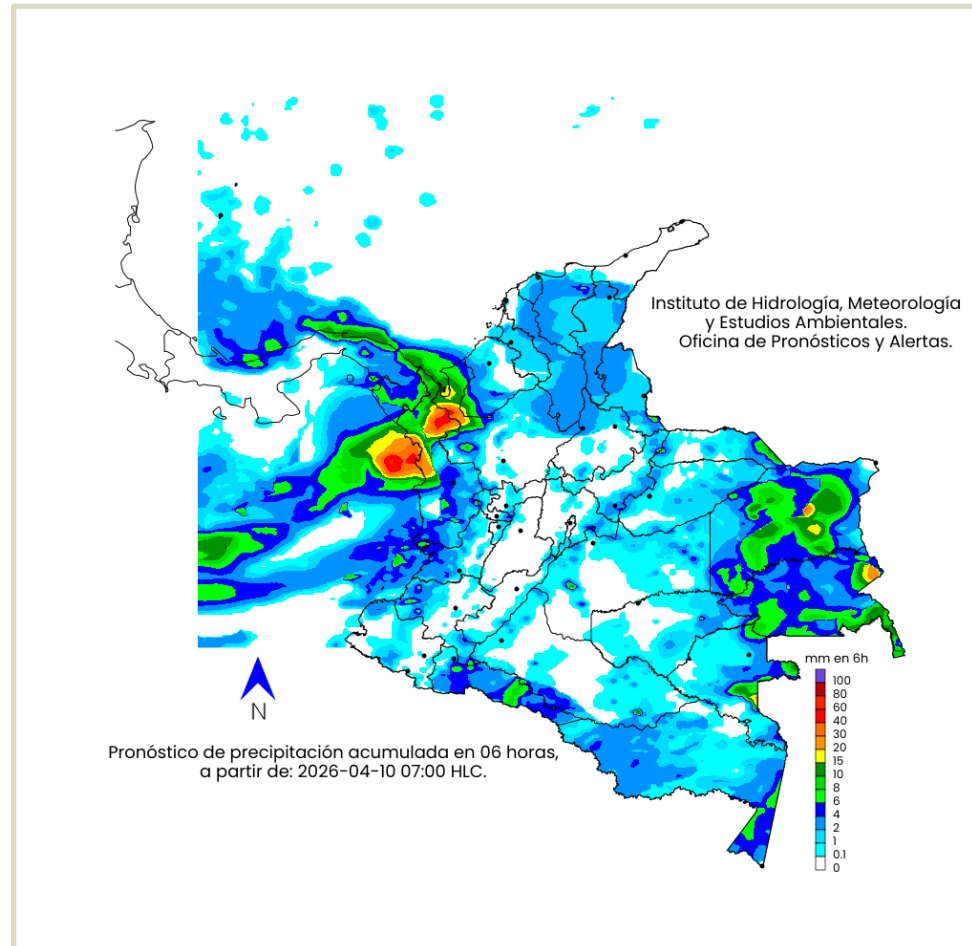 Instituto de Hidrología, Meteorología
y Estudios Ambientales.
Oficina de Pronósticos y Alertas.
mm en 6h
100
80
60
40
30
20
15
10
8
6
4
2
1
0.1
0
N
Pronóstico de precipitación acumulada en 06 horas,
a partir de: 2026-04-10 07:00 HLC.